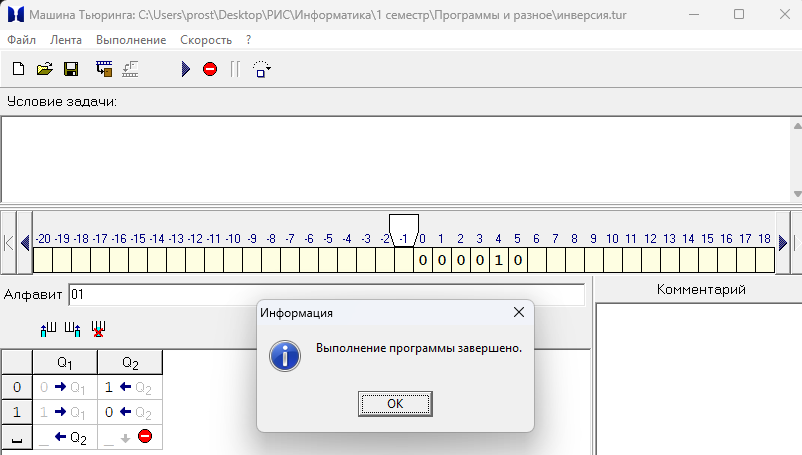 Машина Тьюринга: C:\Users\prost\Desktop\РИС\Информатика\1 семестр\Программы и разное\инверсия.tur
Файл Лента Выполнение Скорость ?
Условие задачи:
-20 -19 -18 -17 -16 -15 -14 -13 -12 -11 -10 -9 -8 -7 -6 -5 -4 -3 -2 -1 0 1 2 3 4 5 6 7 8 9 10 11 12 13 14 15 16 17 18
0 0 0 0 1 0
Алфавит 01
Комментарий
Информация
Выполнение программы завершено.
OK
Q1 Q2
0 0 → Q1 1 ← Q2
1 1 → Q1 0 ← Q2
_ ← Q2 _ ↓